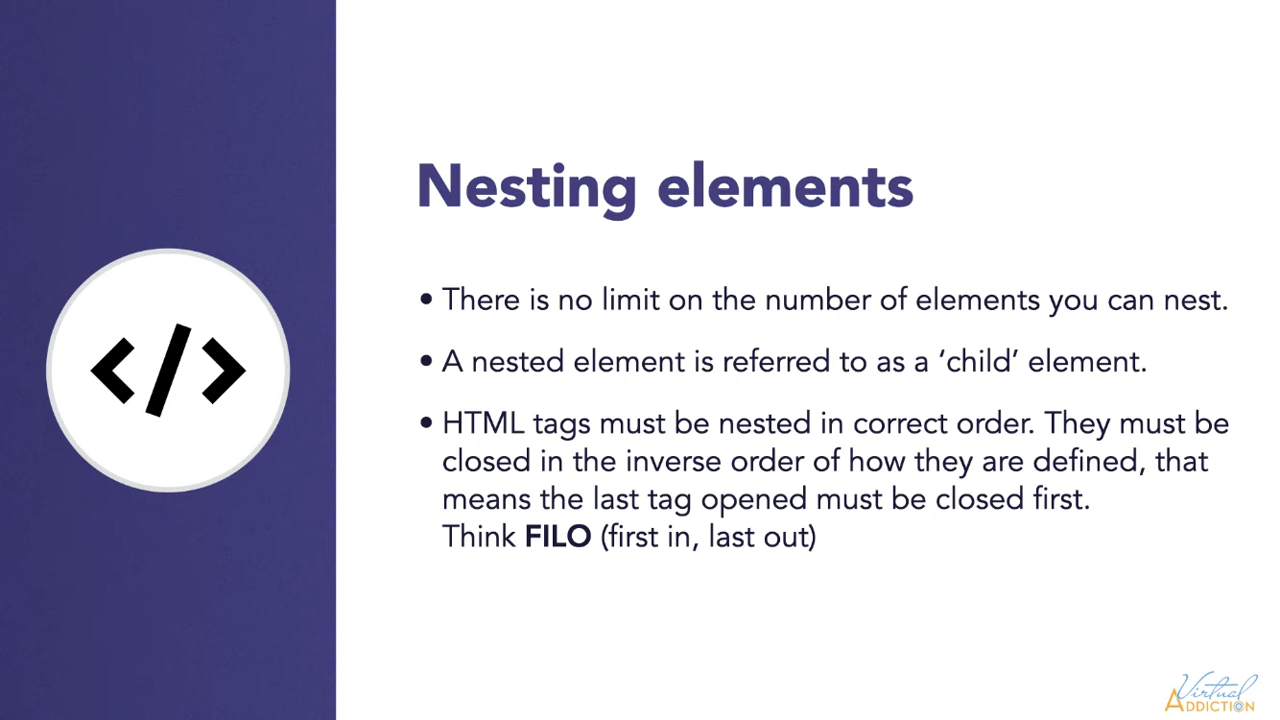 Nesting elements
• There is no limit on the number of elements you can nest.
• A nested element is referred to as a ‘child’ element.
• HTML tags must be nested in correct order. They must be
closed in the inverse order of how they are defined, that
means the last tag opened must be closed first.
Think FILO (first in, last out)
</>
Virtual
ADDICTION